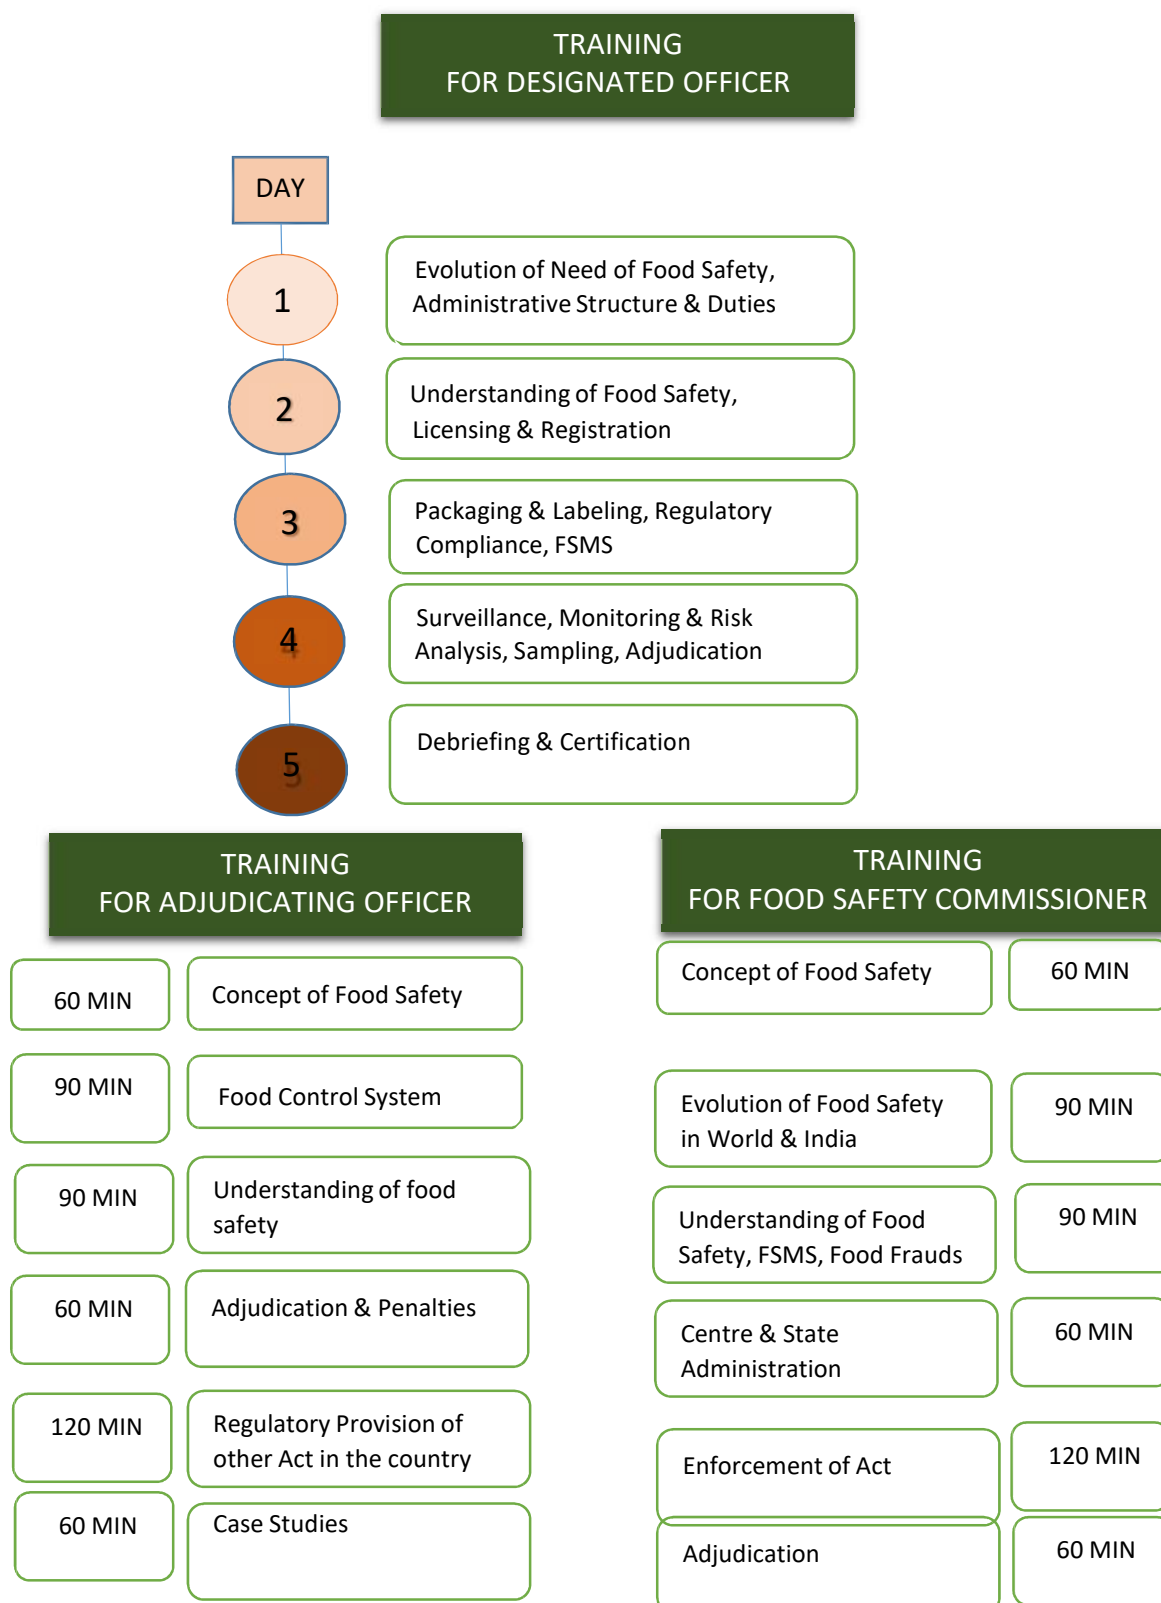 TRAINING
FOR DESIGNATED OFFICER
DAY
1
Evolution of Need of Food Safety,
Administrative Structure & Duties
2
Understanding of Food Safety,
Licensing & Registration
3
Packaging & Labeling, Regulatory
Compliance, FSMS
4
Surveillance, Monitoring & Risk
Analysis, Sampling, Adjudication
5
Debriefing & Certification
TRAINING
FOR ADJUDICATING OFFICER
60 MIN
Concept of Food Safety
90 MIN
Food Control System
90 MIN
Understanding of food
safety
60 MIN
Adjudication & Penalties
120 MIN
Regulatory Provision of
other Act in the country
60 MIN
Case Studies
TRAINING
FOR FOOD SAFETY COMMISSIONER
Concept of Food Safety
60 MIN
Evolution of Food Safety
in World & India
90 MIN
Understanding of Food
Safety, FSMS, Food Frauds
90 MIN
Centre & State
Administration
60 MIN
Enforcement of Act
120 MIN
Adjudication
60 MIN